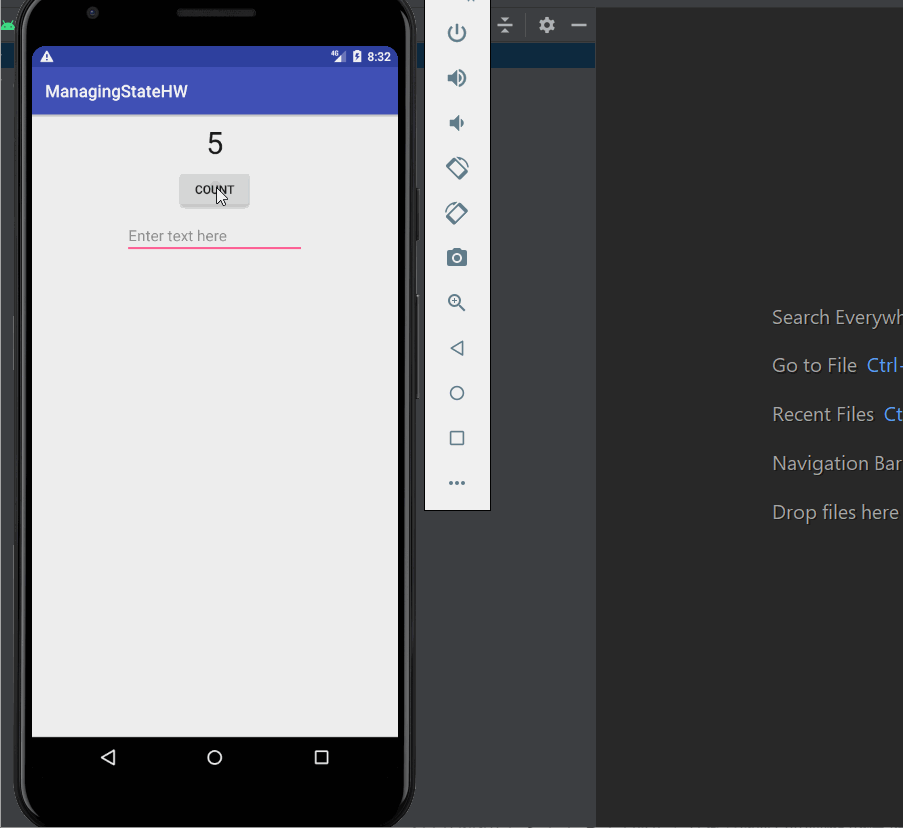 4G 8:32
ManagingStateHW
5
COUNT
Enter text here
Search Everywh
Go to File Ctrl-
Recent Files Ct
Navigation Bar
Drop files here